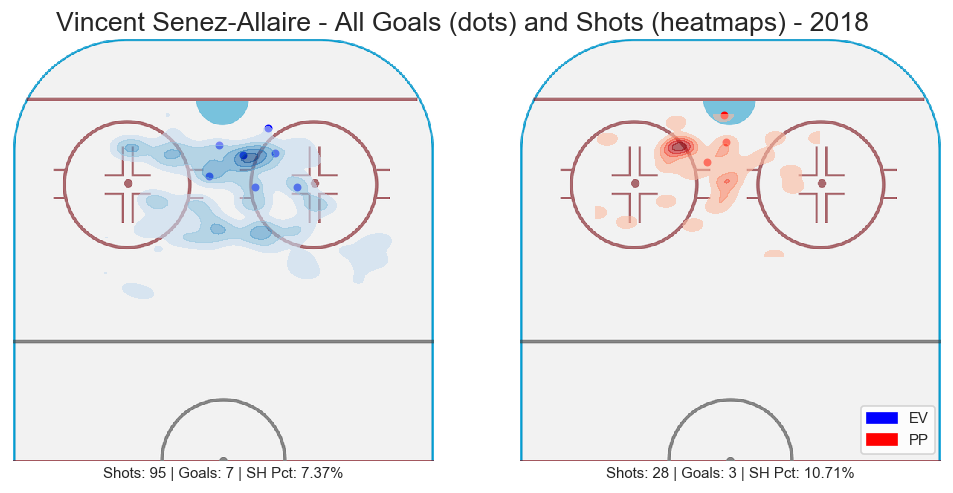 Vincent Senez-Allaire - All Goals (dots) and Shots (heatmaps) - 2018
EV
PP
Shots: 95 | Goals: 7 | SH Pct: 7.37%
Shots: 28 | Goals: 3 | SH Pct: 10.71%